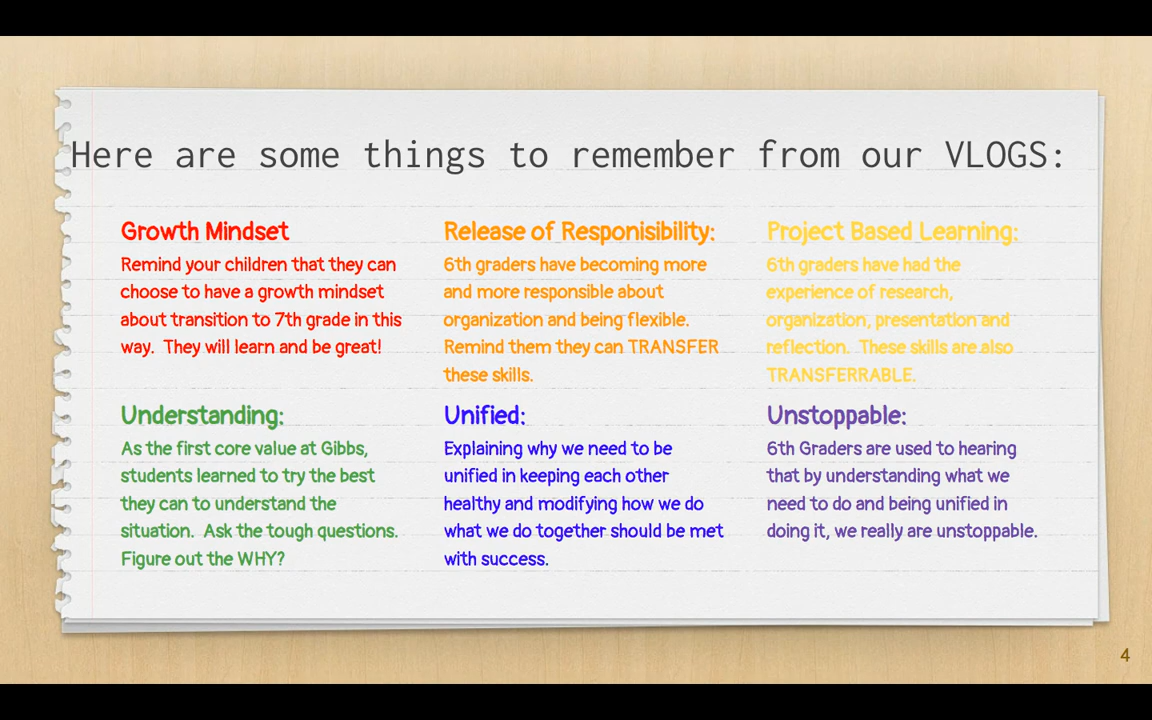 Here are some things to remember from our VLOGS:
Growth Mindset
Remind your children that they can
choose to have a growth mindset
about transition to 7th grade in this
way.  They will learn and be great!
Release of Responisibility:
6th graders have becoming more
and more responsible about
organization and being flexible.
Remind them they can TRANSFER
these skills.
Project Based Learning:
6th graders have had the
experience of research,
organization, presentation and
reflection.  These skills are also
TRANSFERRABLE.
Understanding:
As the first core value at Gibbs,
students learned to try the best
they can to understand the
situation.  Ask the tough questions.
Figure out the WHY?
Unified:
Explaining why we need to be
unified in keeping each other
healthy and modifying how we do
what we do together should be met
with success.
Unstoppable:
6th Graders are used to hearing
that by understanding what we
need to do and being unified in
doing it, we really are unstoppable.
4